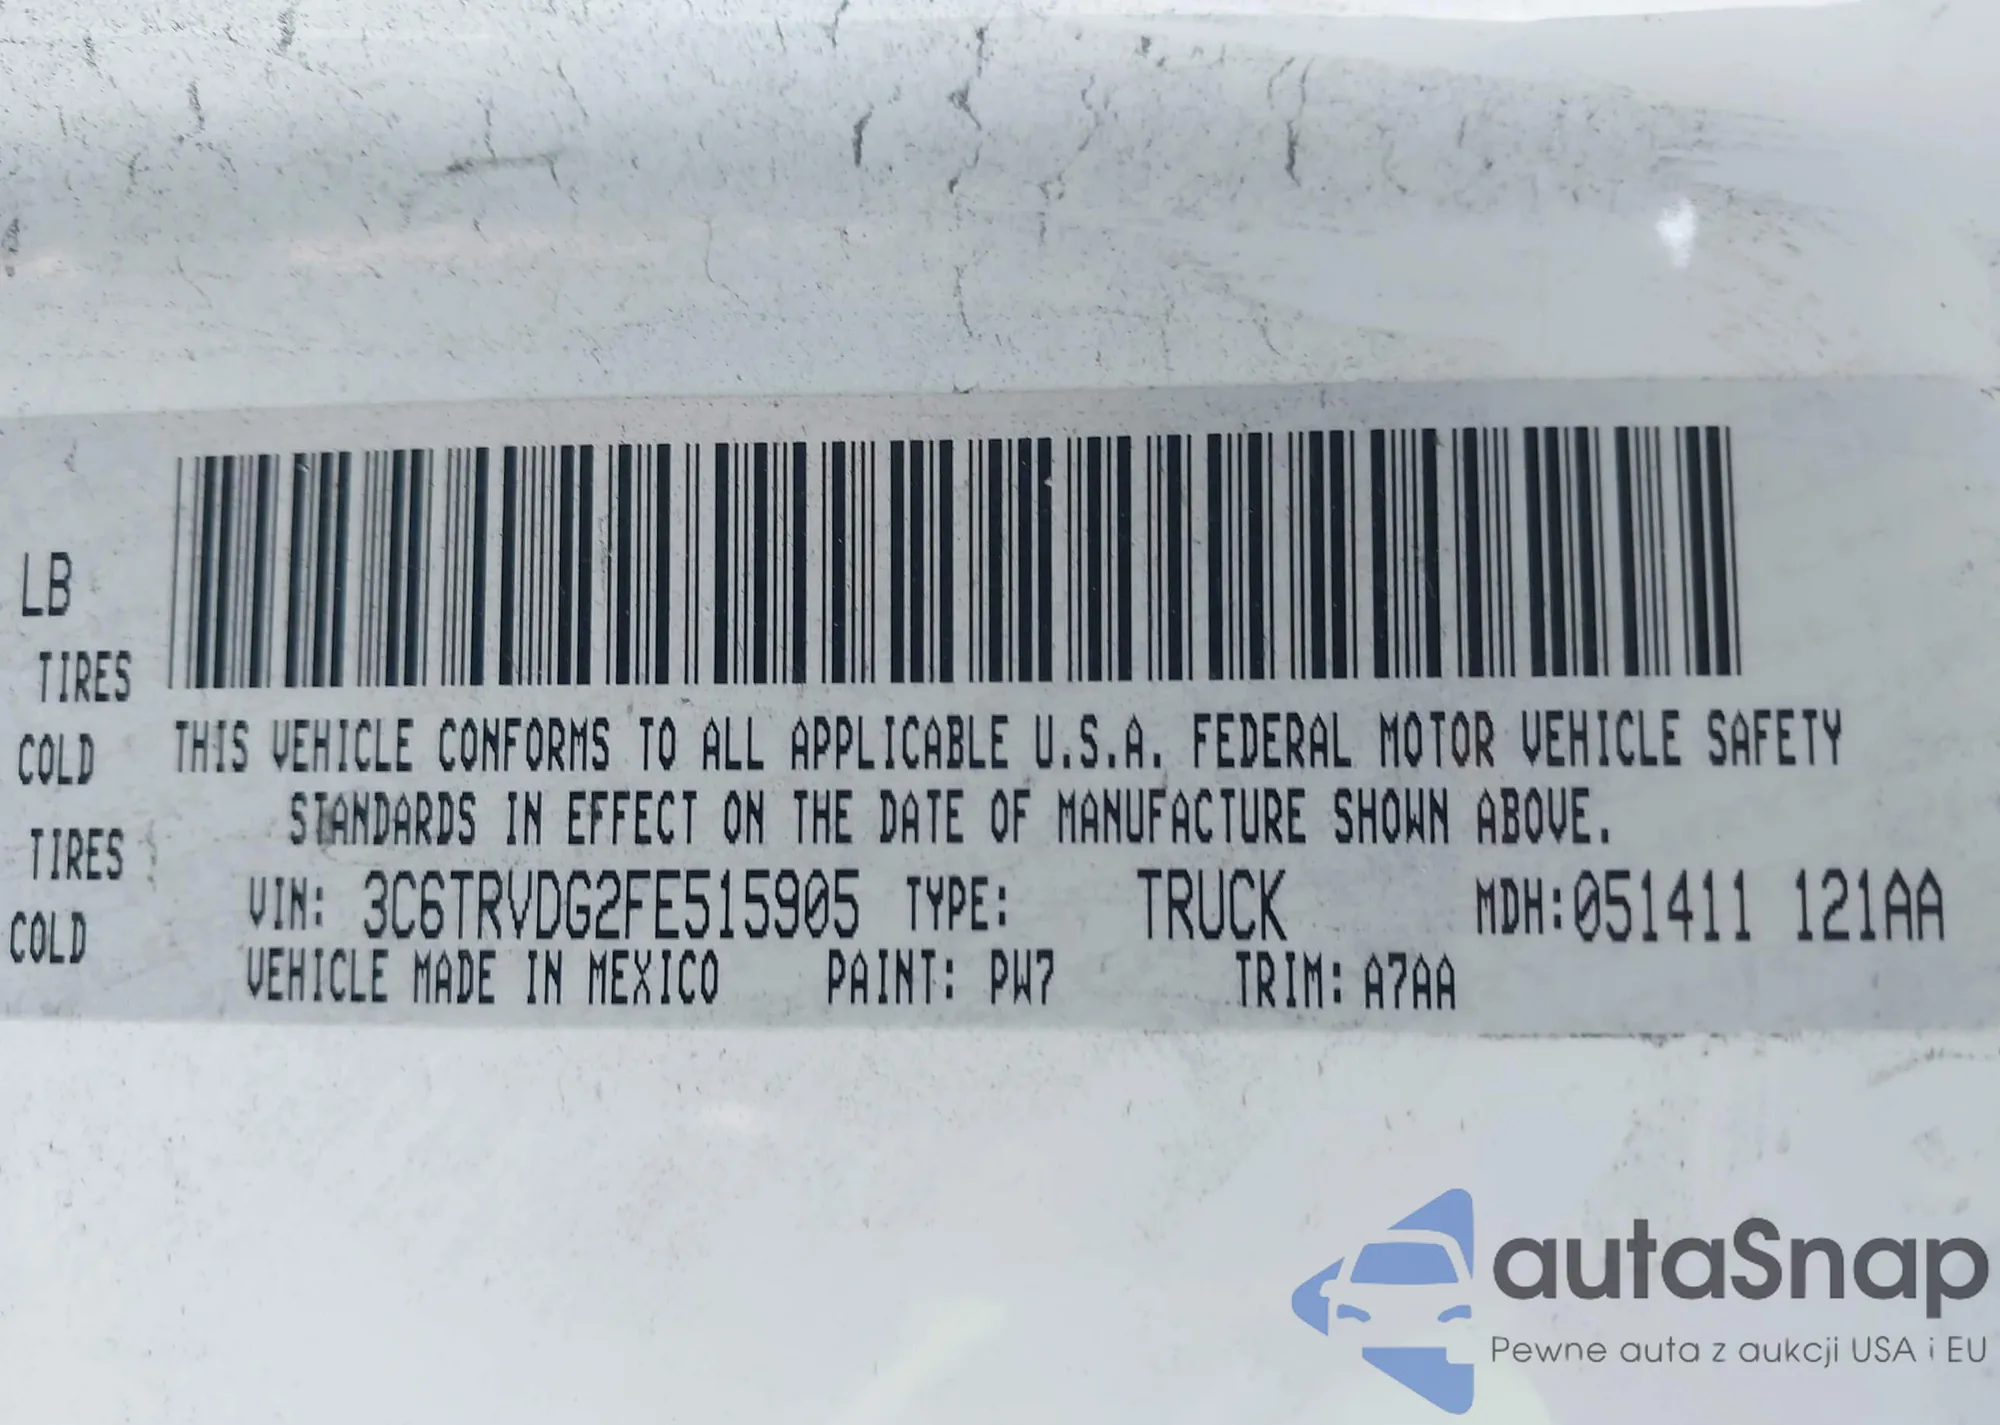 LB
TIRES
COLD
TIRES
COLD
THIS VEHICLE CONFORMS TO ALL APPLICABLE U.S.A. FEDERAL MOTOR VEHICLE SAFETY
STANDARDS IN EFFECT ON THE DATE OF MANUFACTURE SHOWN ABOVE.
VIN: 3C6TRVDG2FE515905 TYPE: TRUCK MDH:051411 121AA
VEHICLE MADE IN MEXICO PAINT: PW7 TRIM: A7AA
autaSnap
Pewne auta z aukcji USA i EU